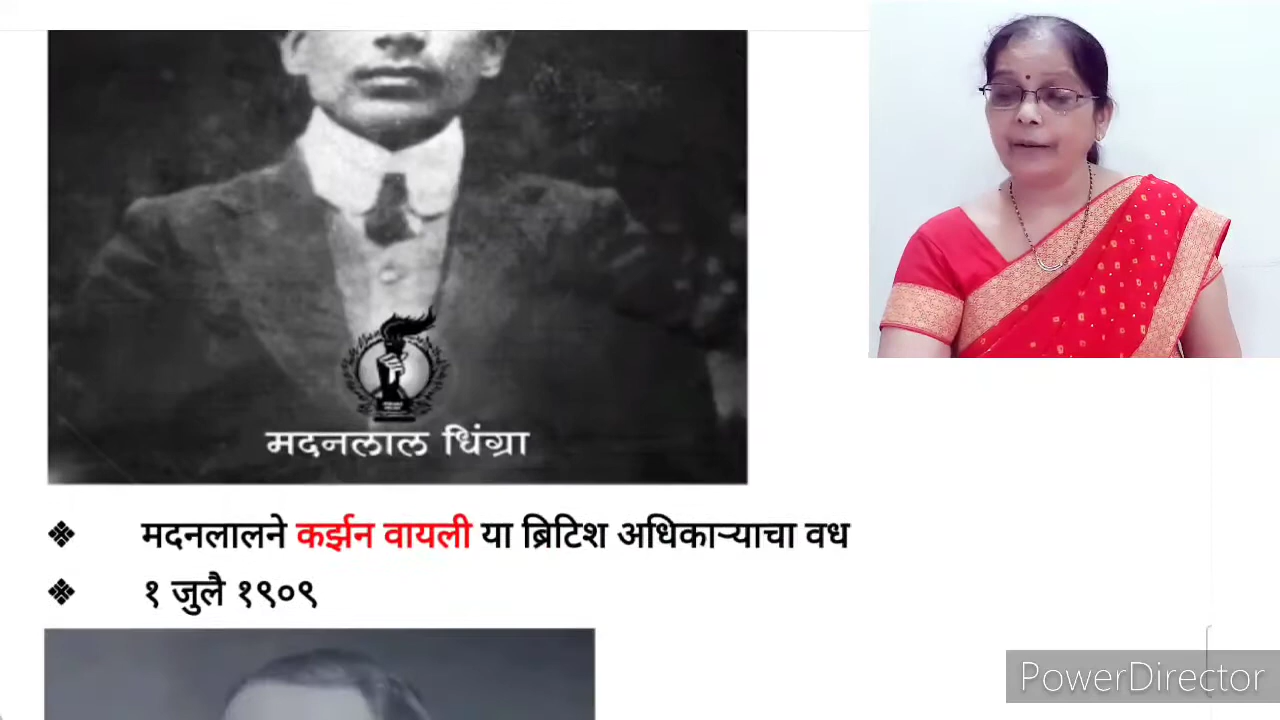 मदनलाल धिंग्रा
❖ मदनलालने कर्झन वायली या ब्रिटिश अधिकाऱ्याचा वध
❖ १ जुलै १९०९
PowerDirector